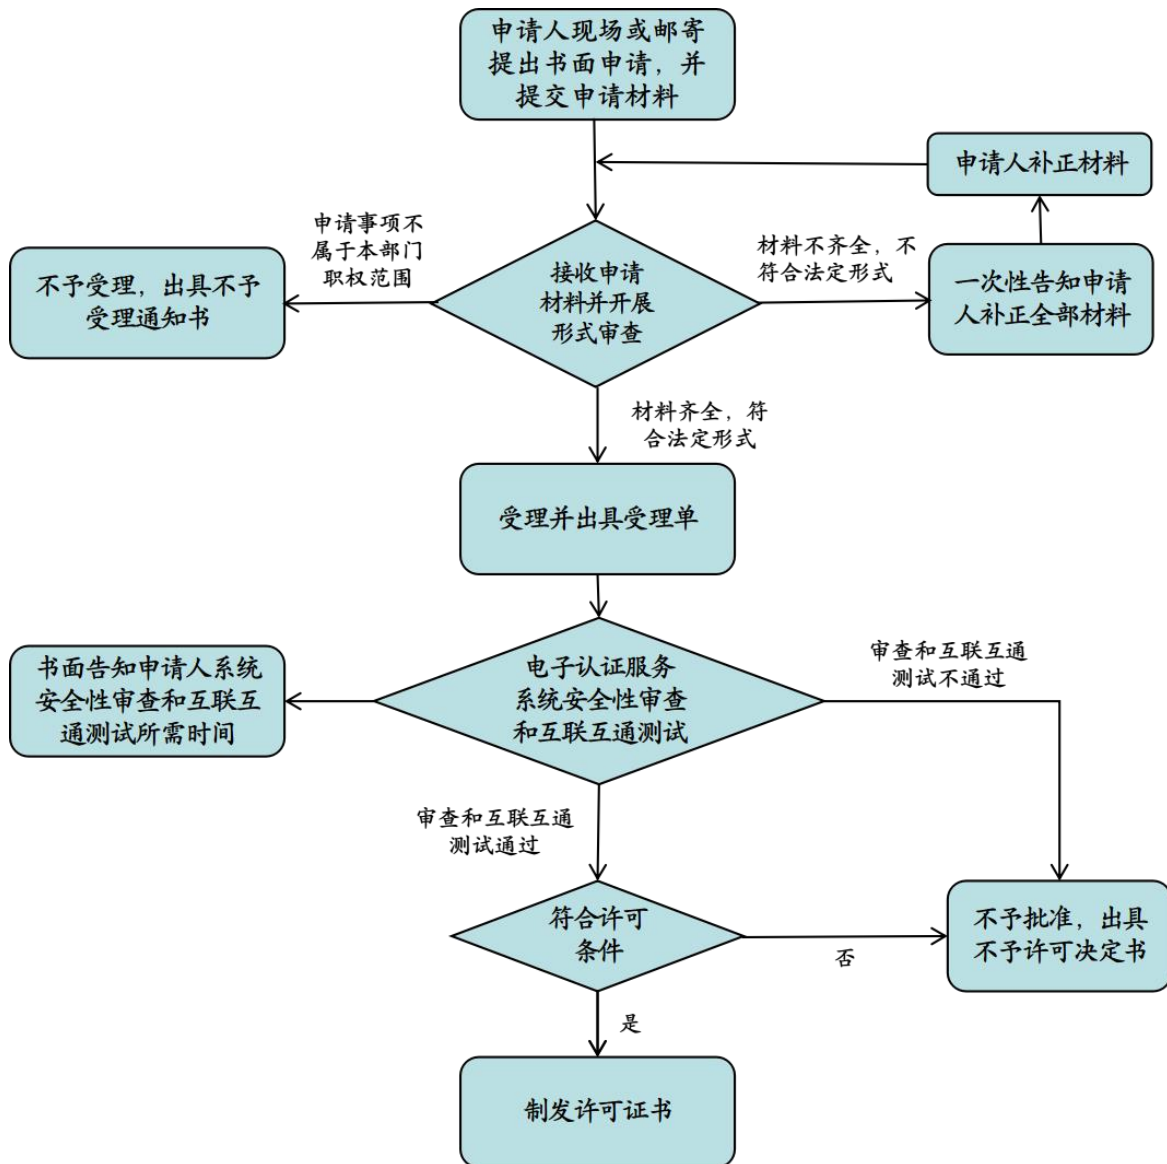 申请人现场或邮寄
提出书面申请，并
提交申请材料
申请人补正材料
申请事项不
属于本部门
职权范围
材料不齐全，不
符合法定形式
不予受理，出具不予
受理通知书
接收申请
材料并开展
形式审查
一次性告知申请
人补正全部材料
材料齐全，符
合法定形式
受理并出具受理单
书面告知申请人系统
安全性审查和互联互
通测试所需时间
电子认证服务
系统安全性审查
和互联互通测试
审查和互联互通
测试不通过
审查和互联互通
测试通过
符合许可
条件
否
不予批准，出具
不予许可决定书
是
制发许可证书